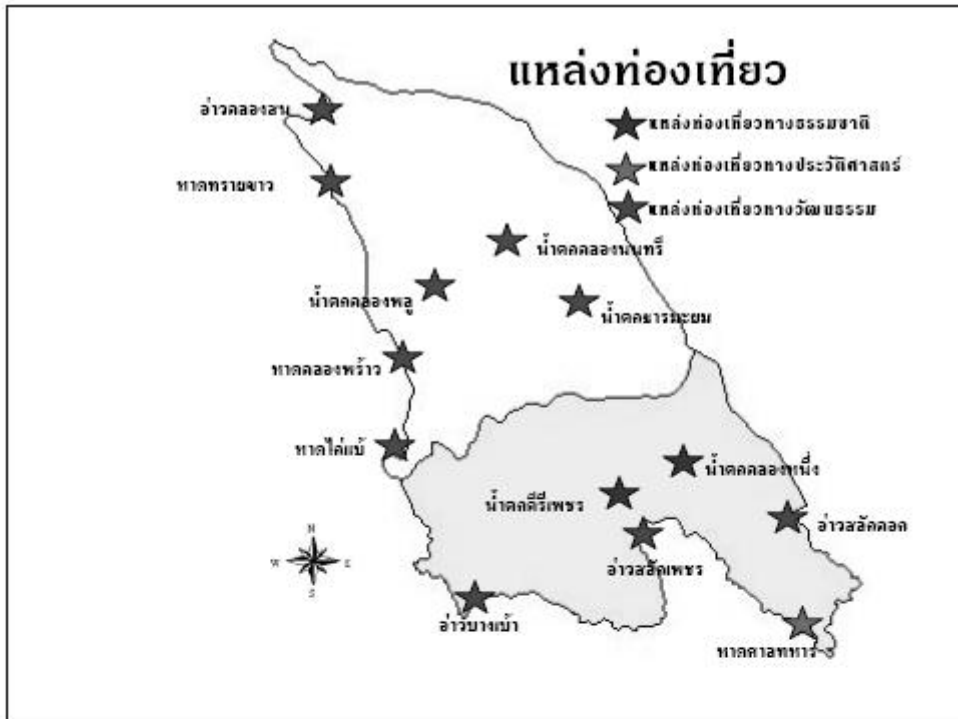 แหล่งท่องเที่ยว
แหล่งท่องเที่ยวทางธรรมชาติ
แหล่งท่องเที่ยวทางประวัติศาสตร์
แหล่งท่องเที่ยวทางวัฒนธรรม
อ่าวคลองสน
หาดทรายขาว
น้ำตกคลองนนทรี
น้ำตกคลองพลู
น้ำตกธารมะยม
หาดคลองพร้าว
หาดไก่แบ้
น้ำตกคลองหนึ่ง
น้ำตกคีรีเพชร
อ่าวสลักคอก
อ่าวสลักเพชร
อ่าวบางเบ้า
หาดศาลทหาร
N
W E
S